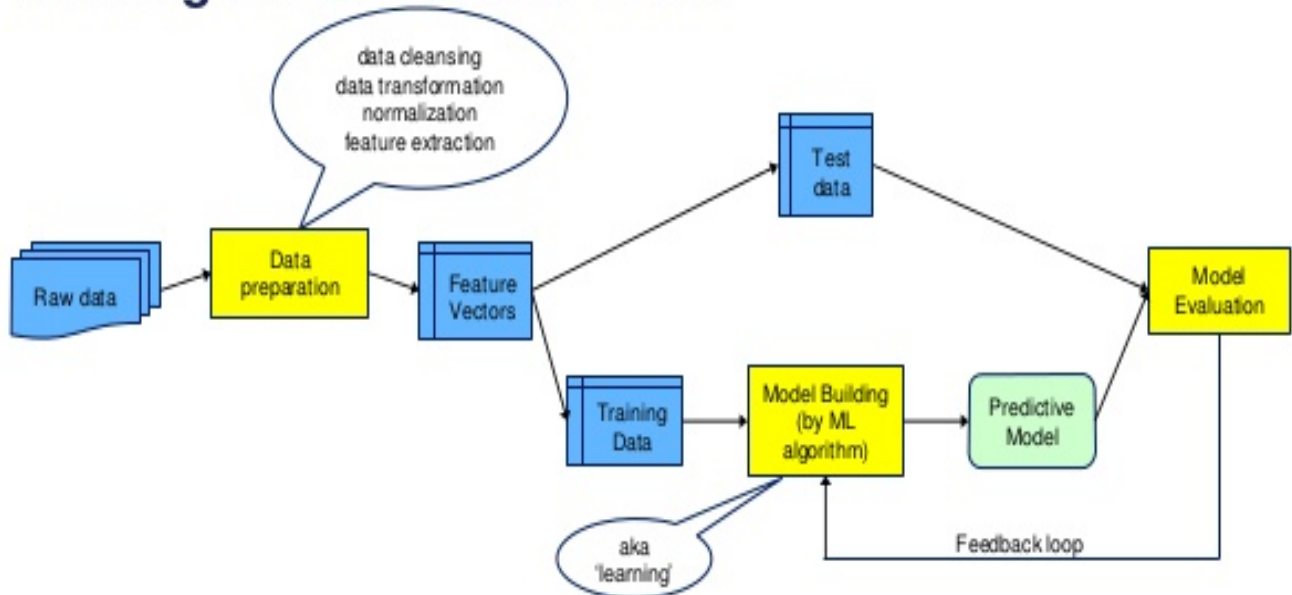 data cleansing
data transformation
normalization
feature extraction
Test
data
Raw data
Data
preparation
Feature
Vectors
Model
Evaluation
Training
Data
Model Building
(by ML
algorithm)
Predictive
Model
aka
'learning'
Feedback loop